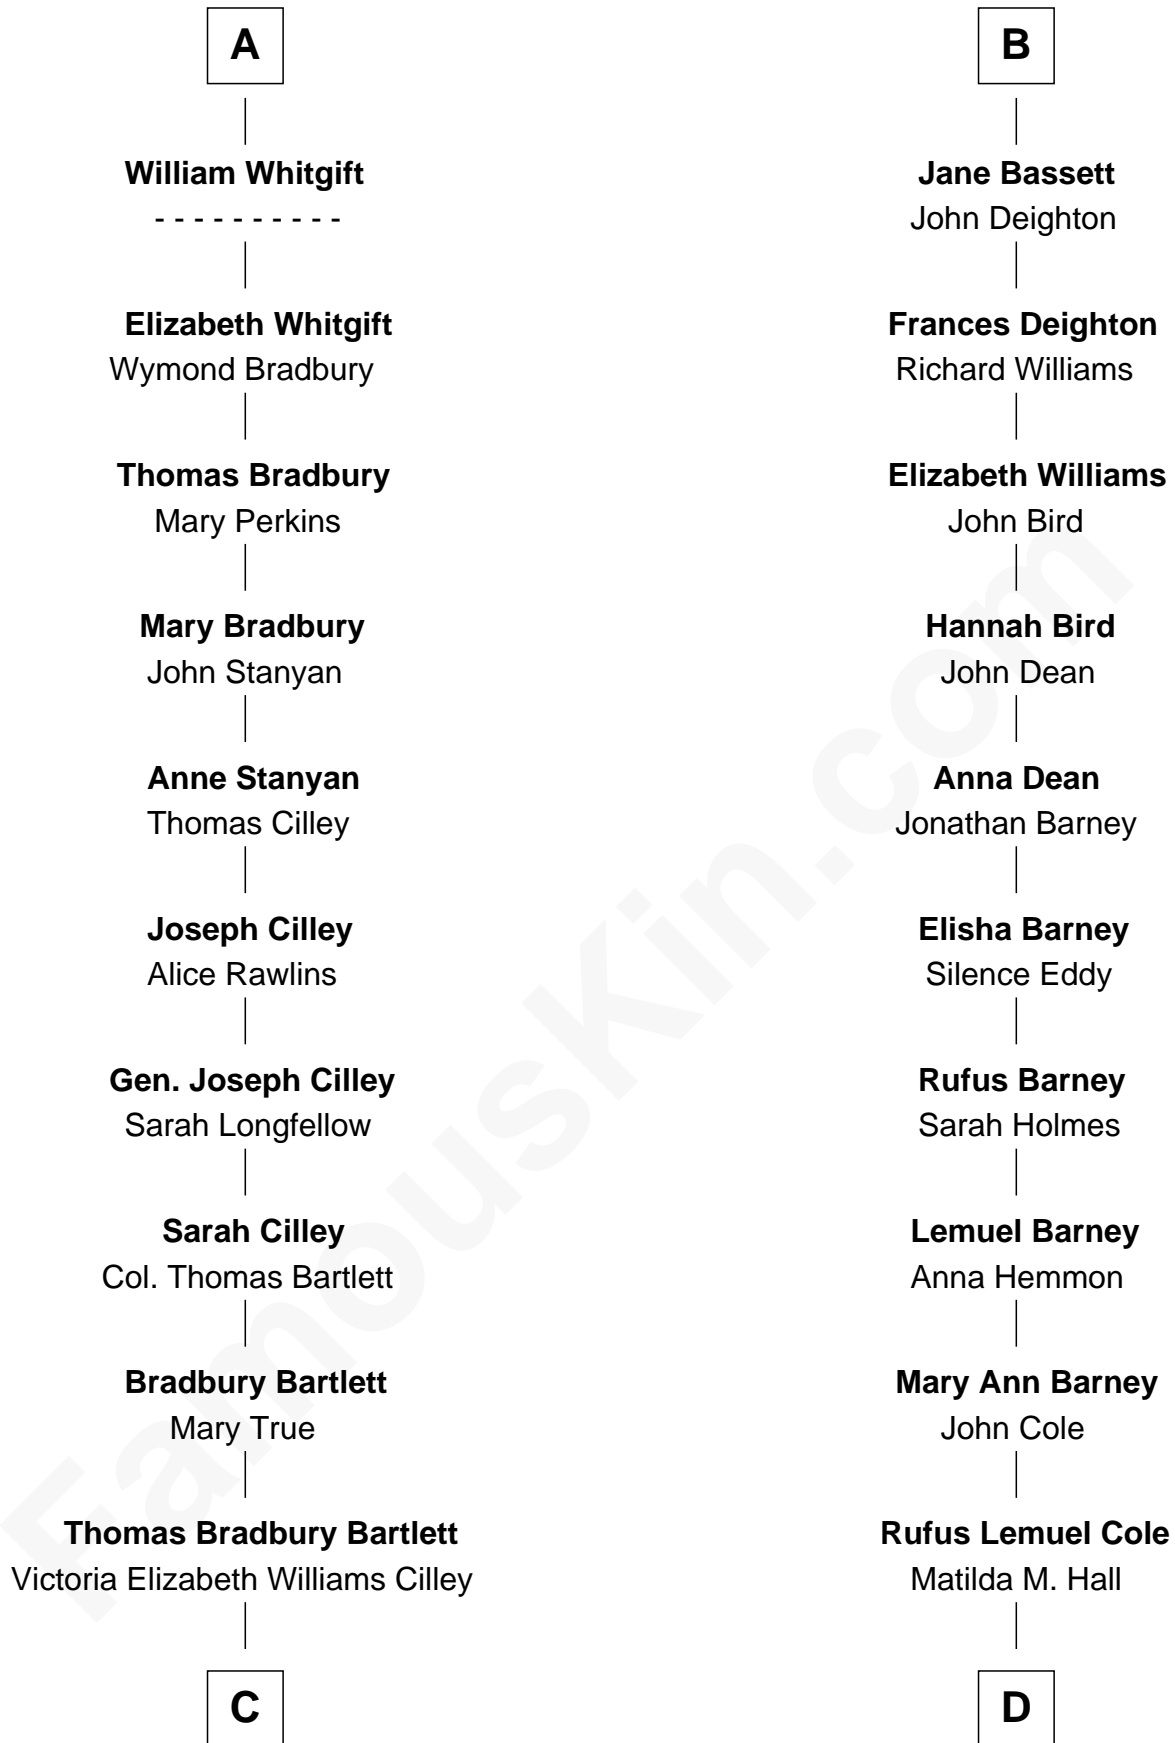 A
William Whitgift
- - - - - - - - - -
Elizabeth Whitgift
Wymond Bradbury
Thomas Bradbury
Mary Perkins
Mary Bradbury
John Stanyan
Anne Stanyan
Thomas Cilley
Joseph Cilley
Alice Rawlins
Gen. Joseph Cilley
Sarah Longfellow
Sarah Cilley
Col. Thomas Bartlett
Bradbury Bartlett
Mary True
Thomas Bradbury Bartlett
Victoria Elizabeth Williams Cilley
C
B
Jane Bassett
John Deighton
Frances Deighton
Richard Williams
Elizabeth Williams
John Bird
Hannah Bird
John Dean
Anna Dean
Jonathan Barney
Elisha Barney
Silence Eddy
Rufus Barney
Sarah Holmes
Lemuel Barney
Anna Hemmon
Mary Ann Barney
John Cole
Rufus Lemuel Cole
Matilda M. Hall
D
FamousKin.com